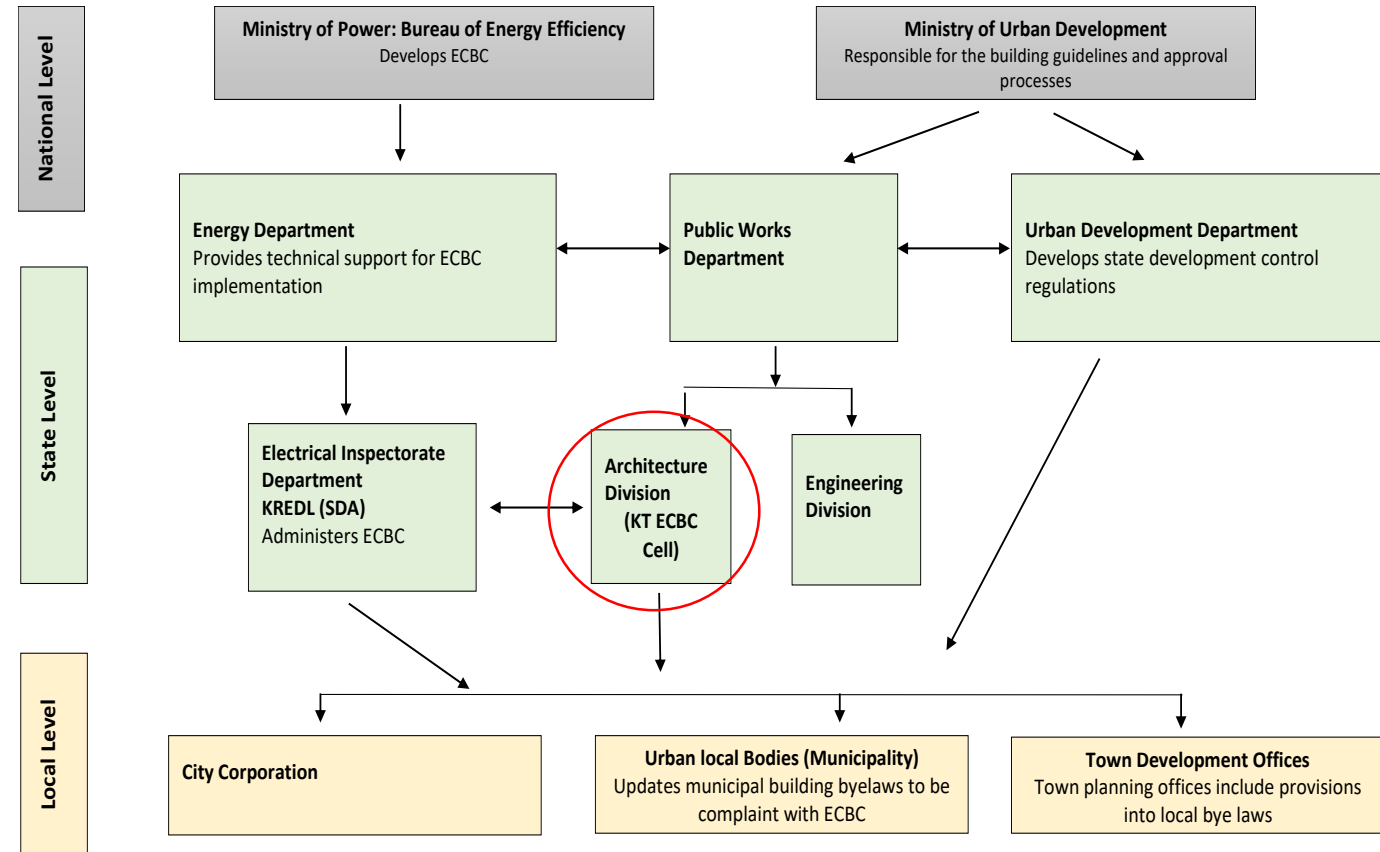 National Level
Ministry of Power: Bureau of Energy Efficiency
Develops ECBC
Ministry of Urban Development
Responsible for the building guidelines and approval
processes
State Level
Energy Department
Provides technical support for ECBC
implementation
Public Works
Department
Urban Development Department
Develops state development control
regulations
Electrical Inspectorate
Department
KREDL (SDA)
Administers ECBC
Architecture
Division
(KT ECBC
Cell)
Engineering
Division
Local Level
City Corporation
Urban local Bodies (Municipality)
Updates municipal building byelaws to be
complaint with ECBC
Town Development Offices
Town planning offices include provisions
into local bye laws